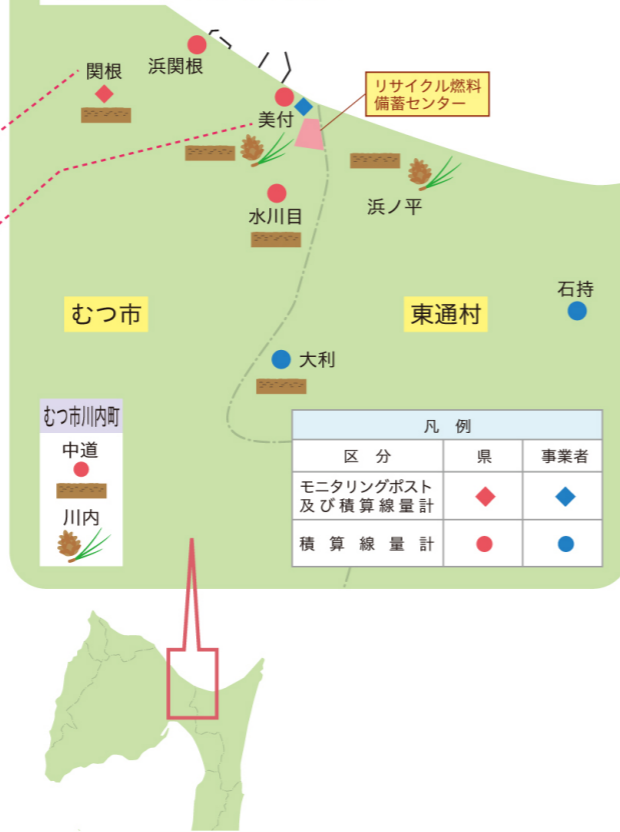 浜関根
関根
リサイクル燃料
備蓄センター
美付
浜ノ平
水川目
石持
むつ市
東通村
大利
むつ市川内町
中道
川内
凡 例
区 分 県 事業者
モニタリングポスト
及び積算線量計
積 算 線 量 計